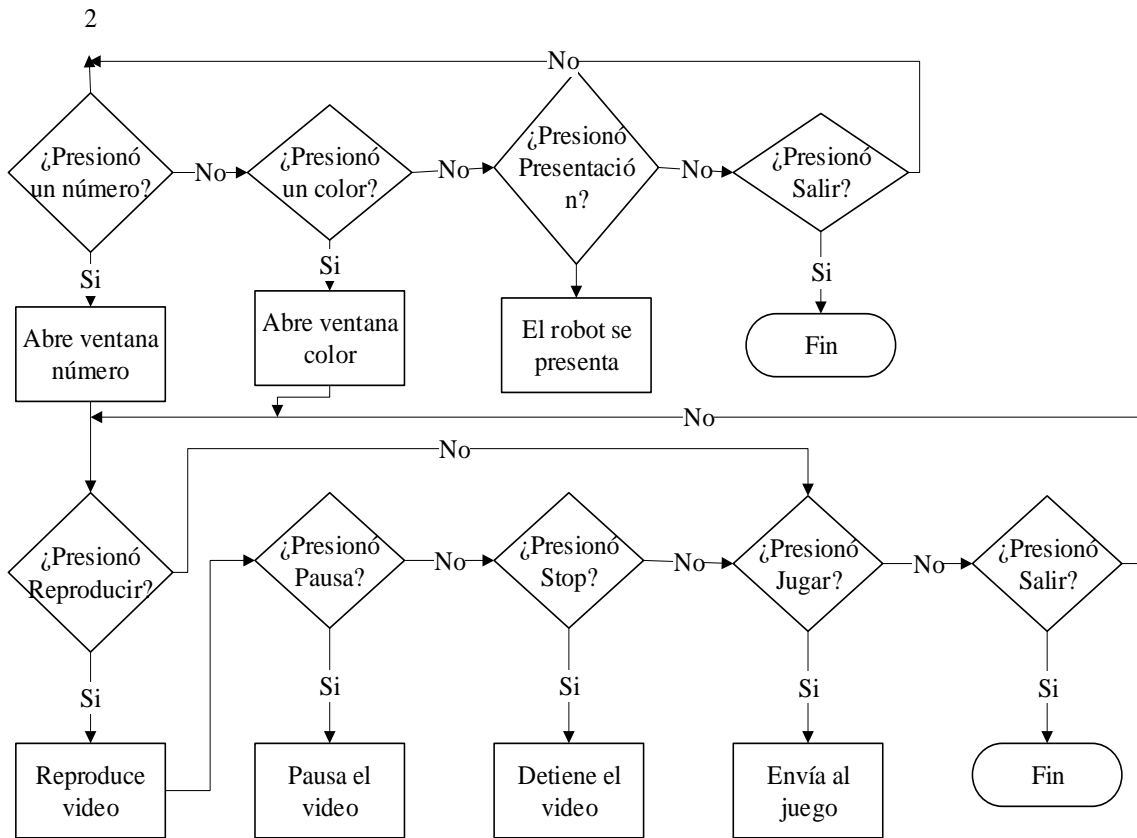 2
No
¿Presionó
un número?
No
¿Presionó
un color?
No
¿Presionó
Presentació
n?
No
¿Presionó
Salir?
Si
Si
Si
Abre ventana
número
Abre ventana
color
El robot se
presenta
Fin
No
No
¿Presionó
Reproducir?
¿Presionó
Pausa?
No
¿Presionó
Stop?
No
¿Presionó
Jugar?
No
¿Presionó
Salir?
Si
Si
Si
Si
Si
Reproduce
video
Pausa el
video
Detiene el
video
Envía al
juego
Fin